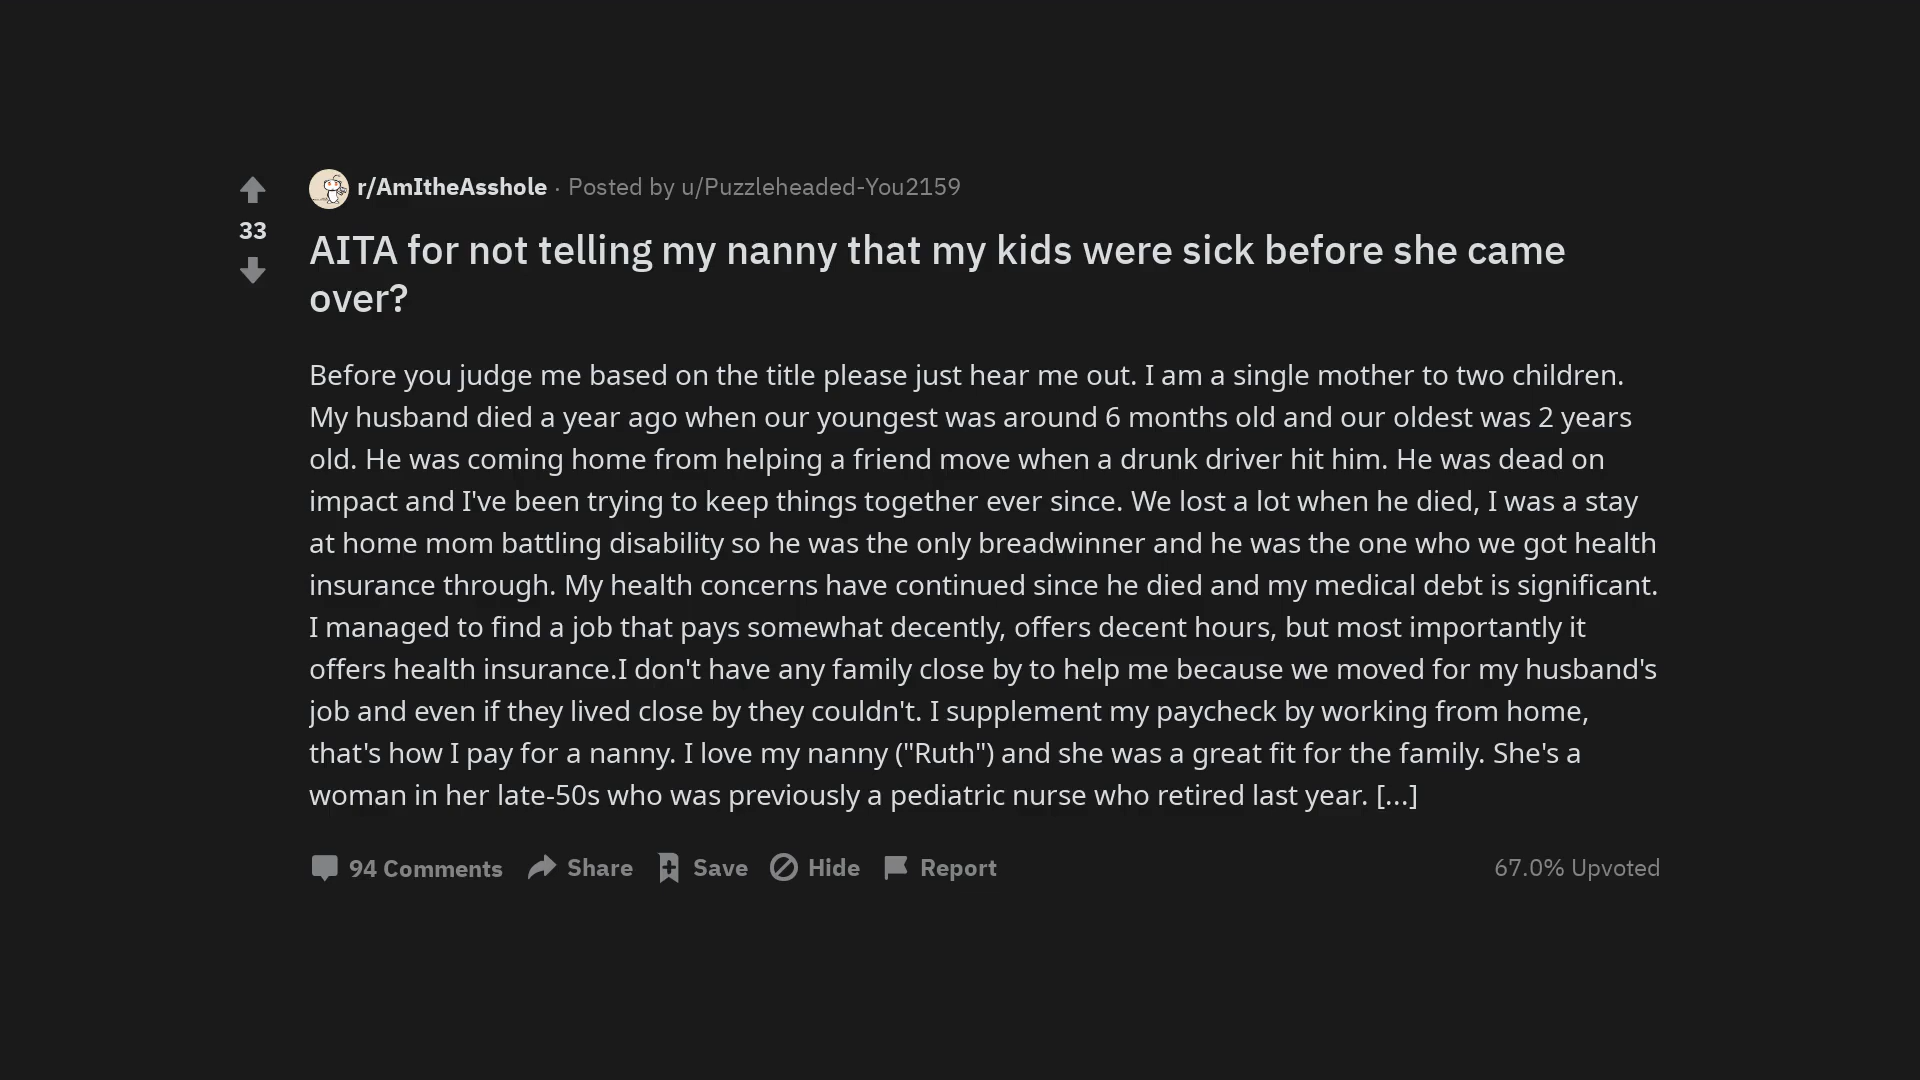 r/AmItheAsshole · Posted by u/Puzzleheaded-You2159
33
AITA for not telling my nanny that my kids were sick before she came
over?
Before you judge me based on the title please just hear me out. I am a single mother to two children.
My husband died a year ago when our youngest was around 6 months old and our oldest was 2 years
old. He was coming home from helping a friend move when a drunk driver hit him. He was dead on
impact and I've been trying to keep things together ever since. We lost a lot when he died, I was a stay
at home mom battling disability so he was the only breadwinner and he was the one who we got health
insurance through. My health concerns have continued since he died and my medical debt is significant.
I managed to find a job that pays somewhat decently, offers decent hours, but most importantly it
offers health insurance.I don't have any family close by to help me because we moved for my husband's
job and even if they lived close by they couldn't. I supplement my paycheck by working from home,
that's how I pay for a nanny. I love my nanny ("Ruth") and she was a great fit for the family. She's a
woman in her late-50s who was previously a pediatric nurse who retired last year. [...]
94 Comments Share Save Hide Report 67.0% Upvoted